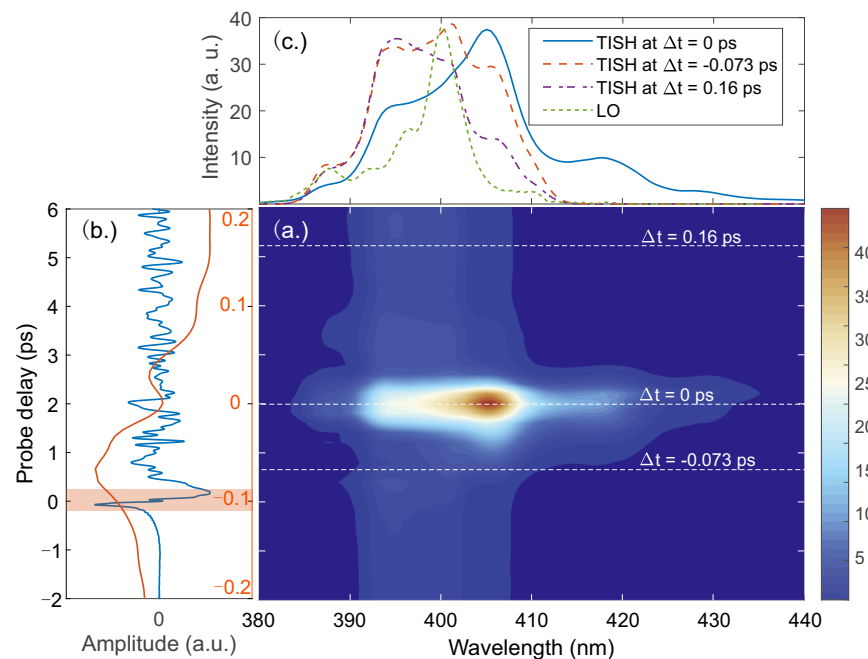 (c.)
40
30
20
10
Intensity (a. u.)
TISH at Δt = 0 ps
TISH at Δt = -0.073 ps
TISH at Δt = 0.16 ps
LO
(b.)
6
5
4
3
2
1
0
−1
−2
Probe delay (ps)
0.2
0.1
0
−0.1
−0.2
0
Amplitude (a.u.)
(a.)
Δt = 0.16 ps
Δt = 0 ps
Δt = -0.073 ps
380 390 400 410 420 430 440
Wavelength (nm)
40
35
30
25
20
15
10
5